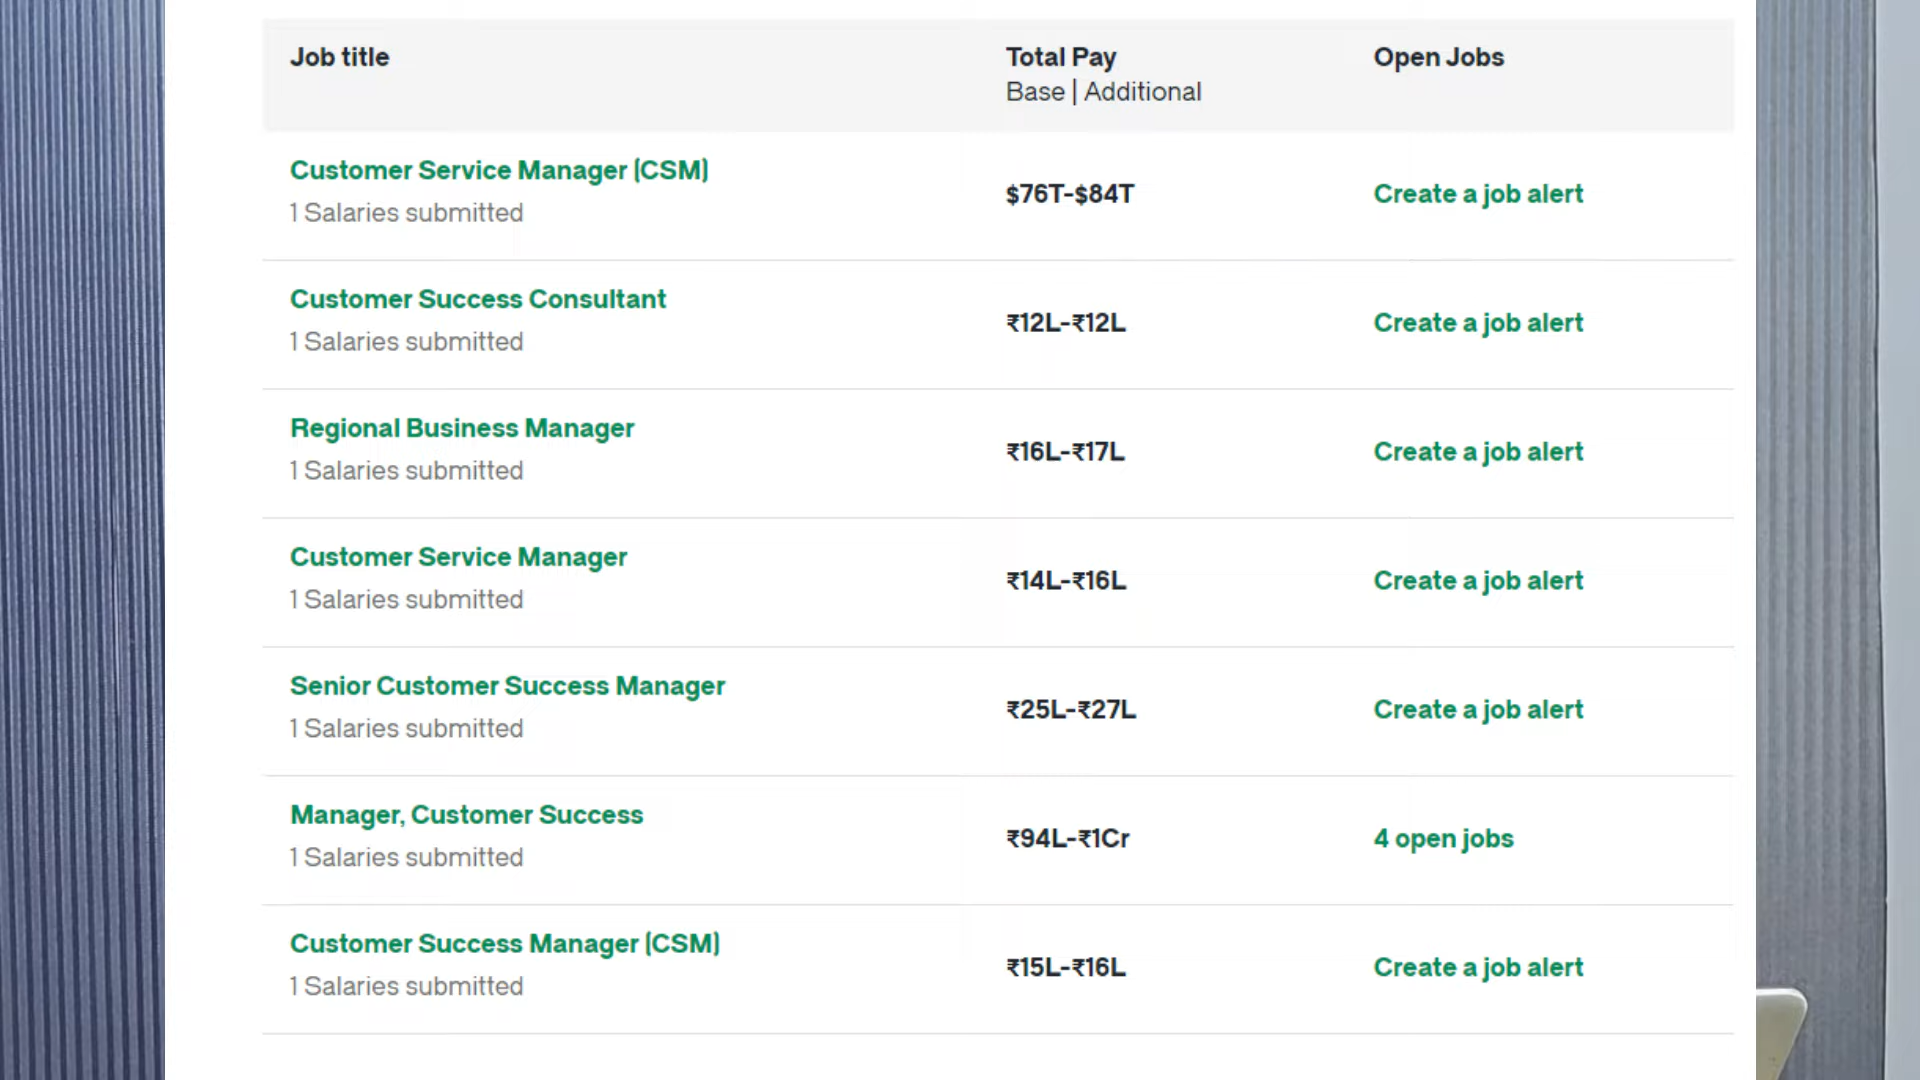 Job title
Total Pay
Open Jobs
Base | Additional
Customer Service Manager (CSM)
1 Salaries submitted
$76T-$84T
Create a job alert
Customer Success Consultant
1 Salaries submitted
₹12L-₹12L
Create a job alert
Regional Business Manager
1 Salaries submitted
₹16L-₹17L
Create a job alert
Customer Service Manager
1 Salaries submitted
₹14L-₹16L
Create a job alert
Senior Customer Success Manager
1 Salaries submitted
₹25L-₹27L
Create a job alert
Manager, Customer Success
1 Salaries submitted
₹94L-₹1Cr
4 open jobs
Customer Success Manager (CSM)
1 Salaries submitted
₹15L-₹16L
Create a job alert